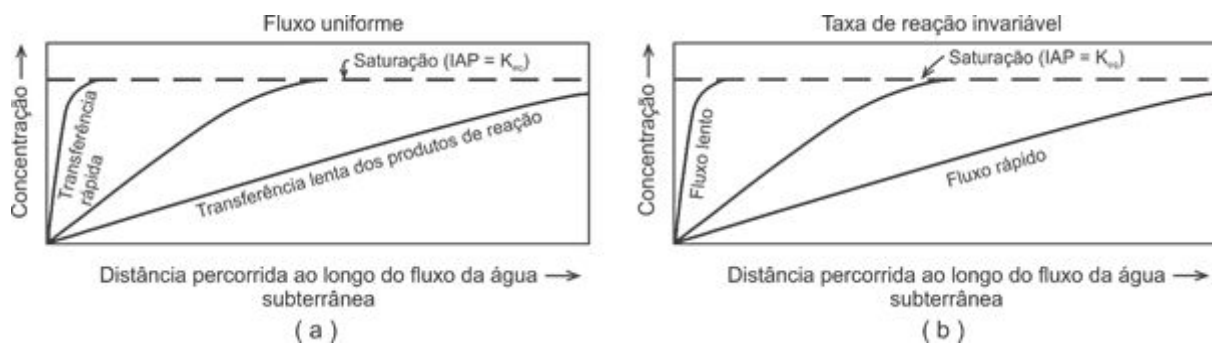 Fluxo uniforme
Concentração
Saturação (IAP = Keq)
Transferência
rápida
Transferência lenta dos produtos de reação
Distância percorrida ao longo do fluxo da água
subterrânea
( a )
Taxa de reação invariável
Concentração
Saturação (IAP = Keq)
Fluxo lento
Fluxo rápido
Distância percorrida ao longo do fluxo da água
subterrânea
( b )